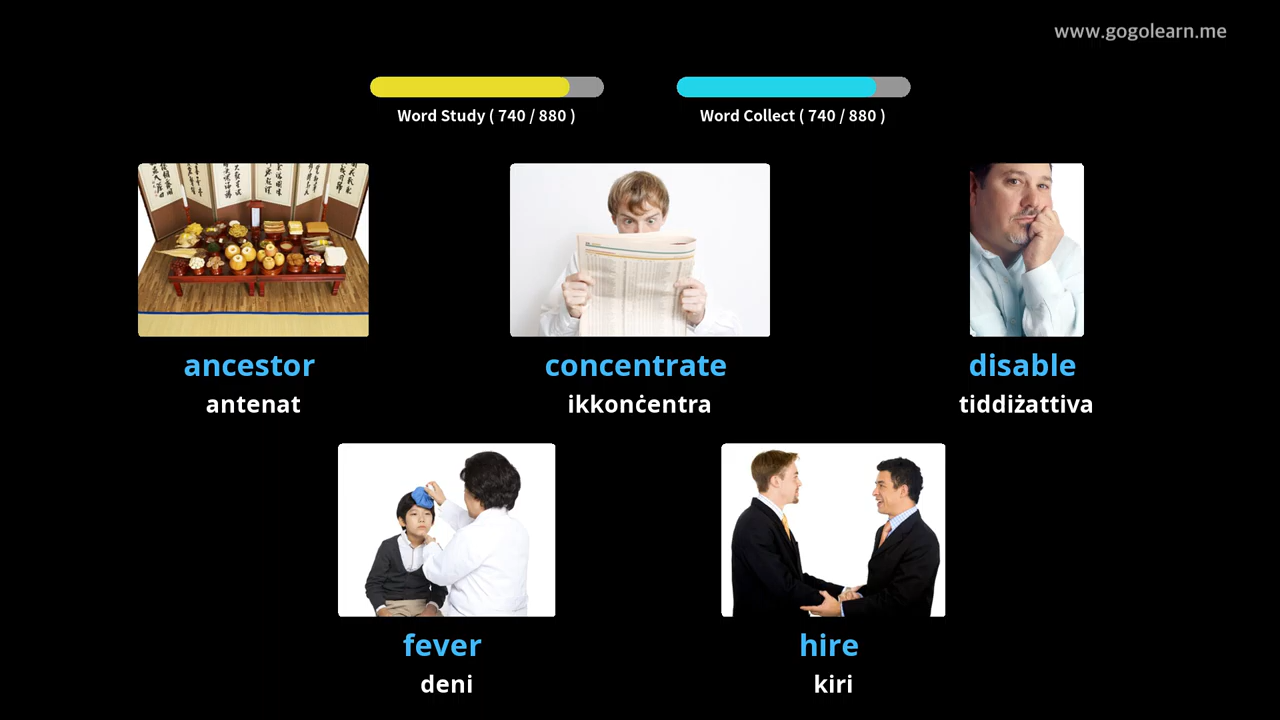 www.gogolearn.me
Word Study ( 740 / 880 )
Word Collect ( 740 / 880 )
ancestor
antenat
concentrate
ikkonċentra
disable
tiddiżattiva
fever
deni
hire
kiri